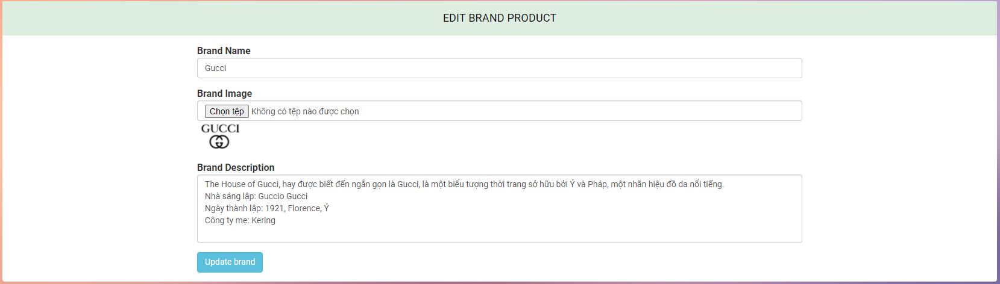 EDIT BRAND PRODUCT
Brand Name
Gucci
Brand Image
Chọn tệp Không có tệp nào được chọn
GUCCI
Brand Description
The House of Gucci, hay được biết đến ngắn gọn là Gucci, là một biểu tượng thời trang sở hữu bởi Ý và Pháp, một nhãn hiệu đồ da nổi tiếng.
Nhà sáng lập: Guccio Gucci
Ngày thành lập: 1921, Florence, Ý
Công ty mẹ: Kering
Update brand